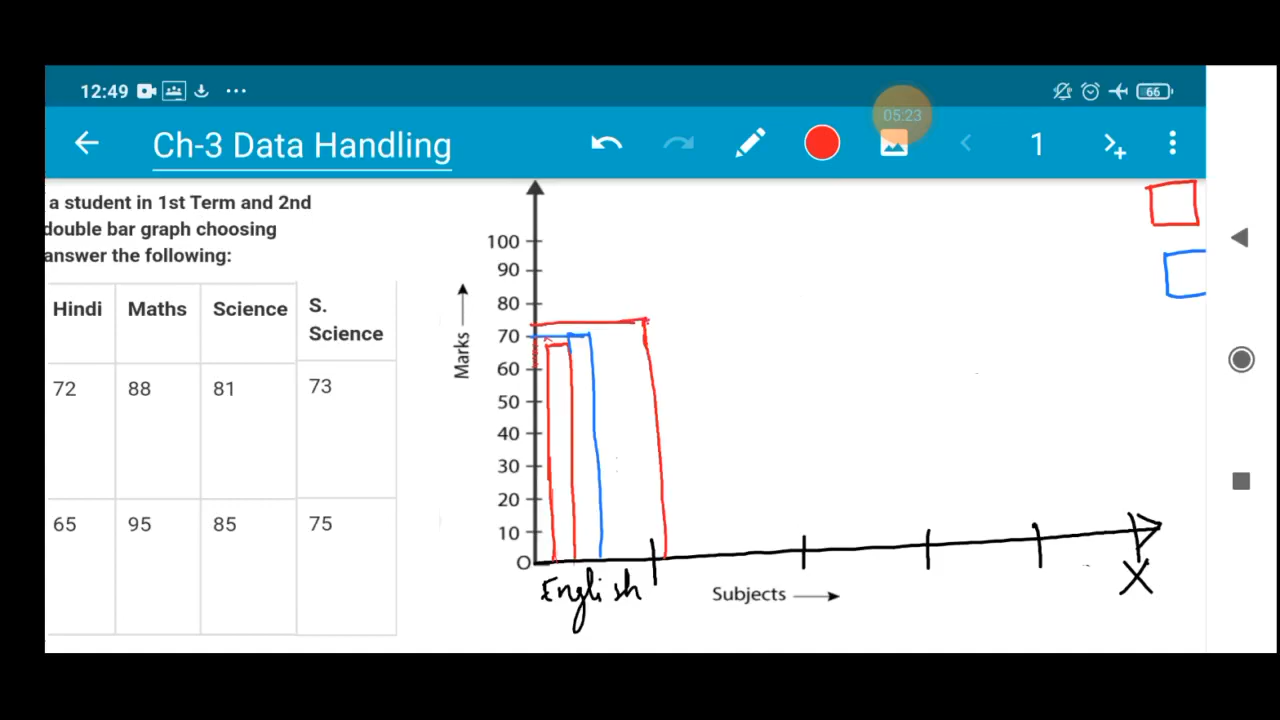 12:49 ... 66
05:23
Ch-3 Data Handling 1
a student in 1st Term and 2nd
double bar graph choosing
answer the following:
Hindi Maths Science S. Science
72 88 81 73
65 95 85 75
Marks
100
90
80
70
60
50
40
30
20
10
O
English
Subjects
X